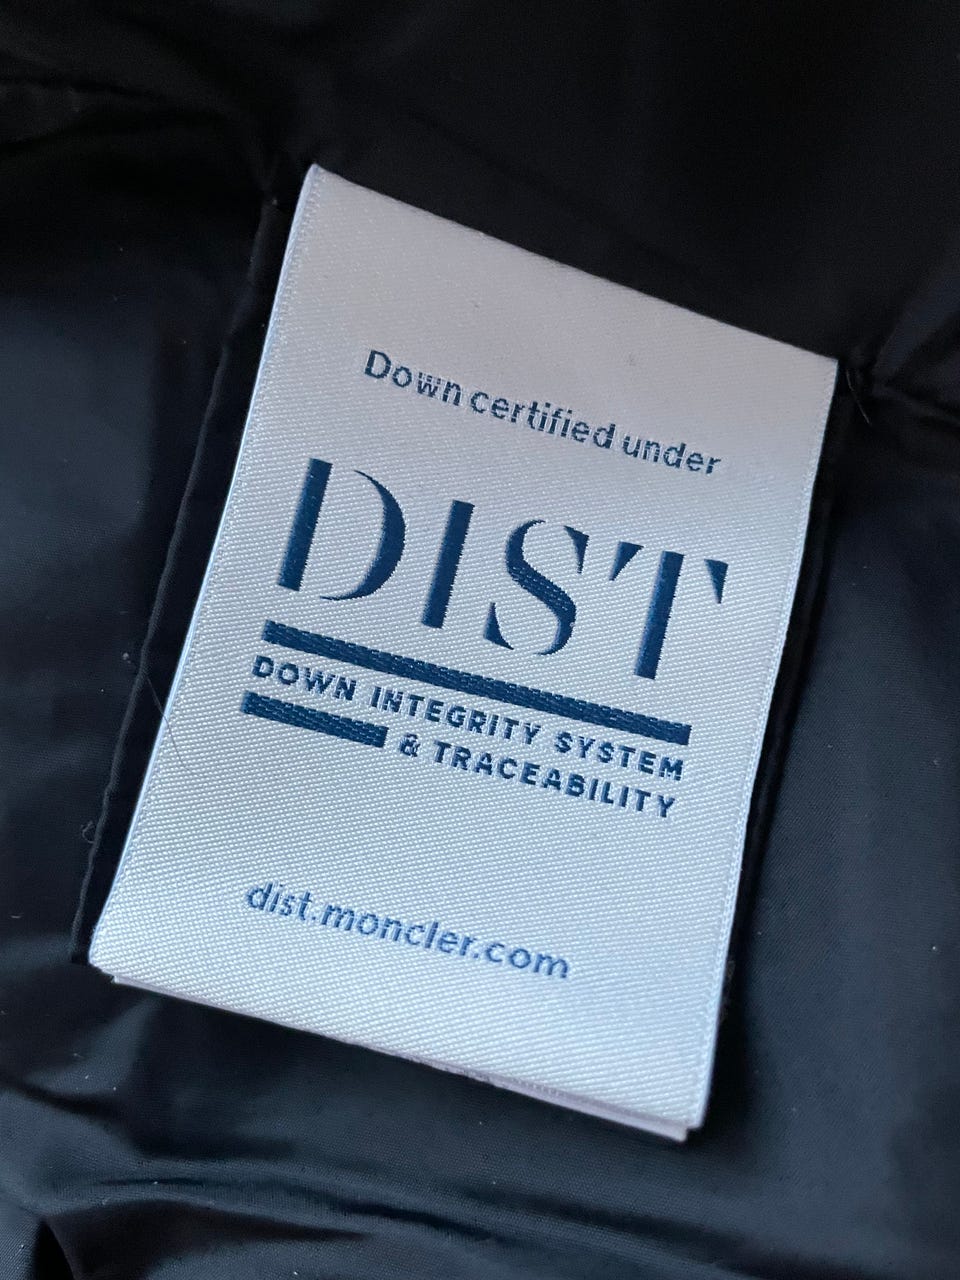 Down certified under
DIST
DOWN INTEGRITY SYSTEM
& TRACEABILITY
dist.moncler.com